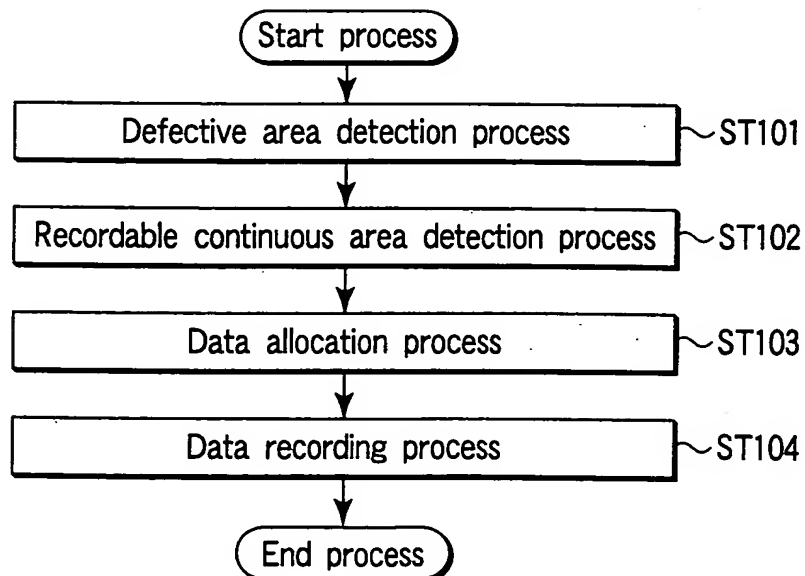 Start process
Defective area detection process
ST101
Recordable continuous area detection process
ST102
Data allocation process
ST103
Data recording process
ST104
End process